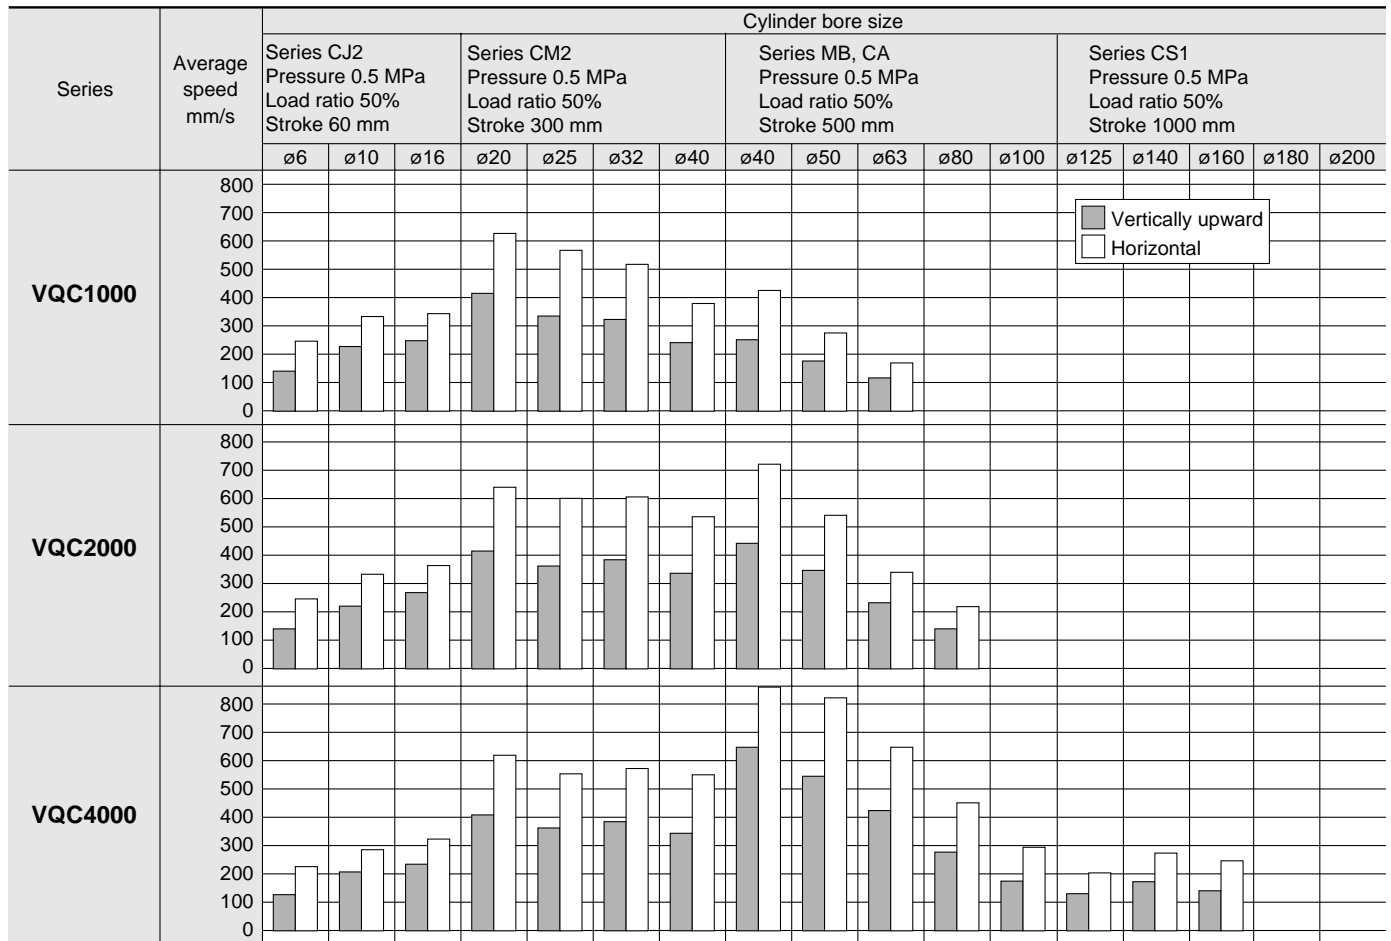 Cylinder bore size
Series
Average
speed
mm/s
Series CJ2
Pressure 0.5 MPa
Load ratio 50%
Stroke 60 mm
Series CM2
Pressure 0.5 MPa
Load ratio 50%
Stroke 300 mm
Series MB, CA
Pressure 0.5 MPa
Load ratio 50%
Stroke 500 mm
Series CS1
Pressure 0.5 MPa
Load ratio 50%
Stroke 1000 mm
ø6 ø10 ø16 ø20 ø25 ø32 ø40 ø40 ø50 ø63 ø80 ø100 ø125 ø140 ø160 ø180 ø200
VQC1000
800
700
600
500
400
300
200
100
0
Vertically upward
Horizontal
VQC2000
800
700
600
500
400
300
200
100
0
VQC4000
800
700
600
500
400
300
200
100
0